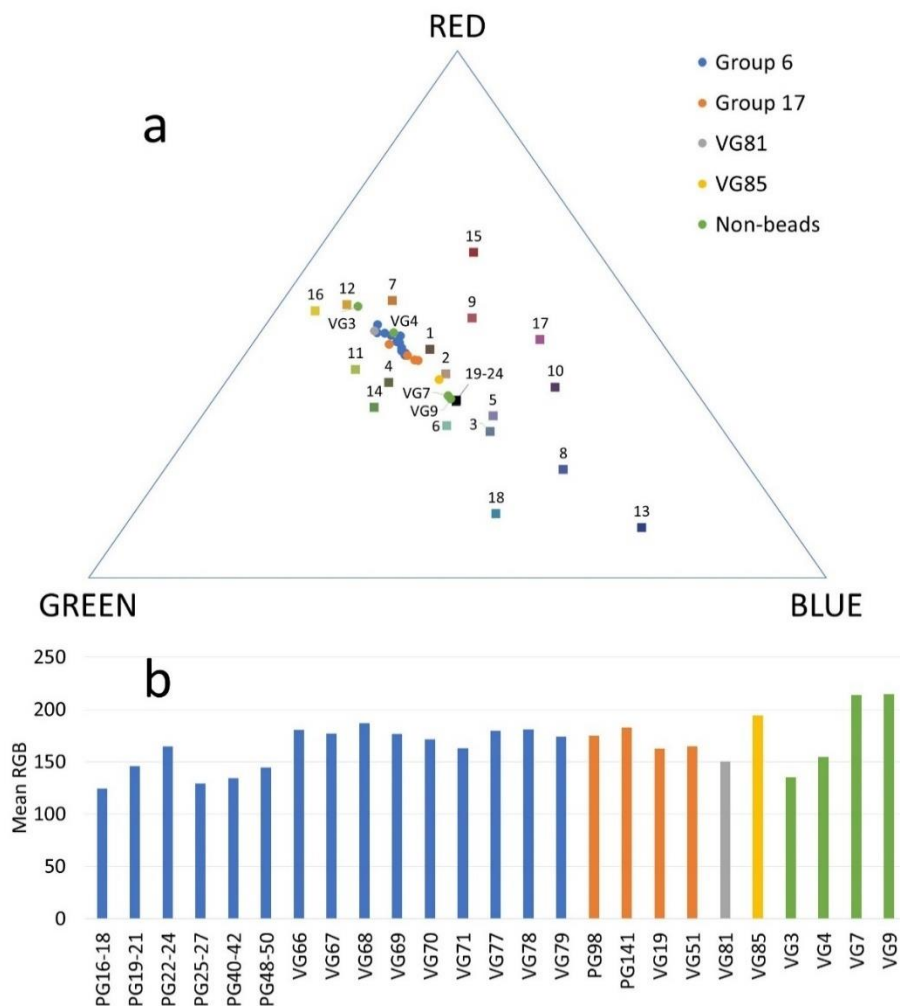 RED
a
Group 6
Group 17
VG81
VG85
Non-beads
15
16
12
7
9
VG3
VG4
17
1
11
4
2
19-24
10
14
VG7
VG9
5
6
3
8
18
13
GREEN
BLUE
b
Mean RGB
250
200
150
100
50
0
PG16-18
PG19-21
PG22-24
PG25-27
PG40-42
PG48-50
VG66
VG67
VG68
VG69
VG70
VG71
VG77
VG78
VG79
PG98
PG141
VG19
VG51
VG81
VG85
VG3
VG4
VG7
VG9